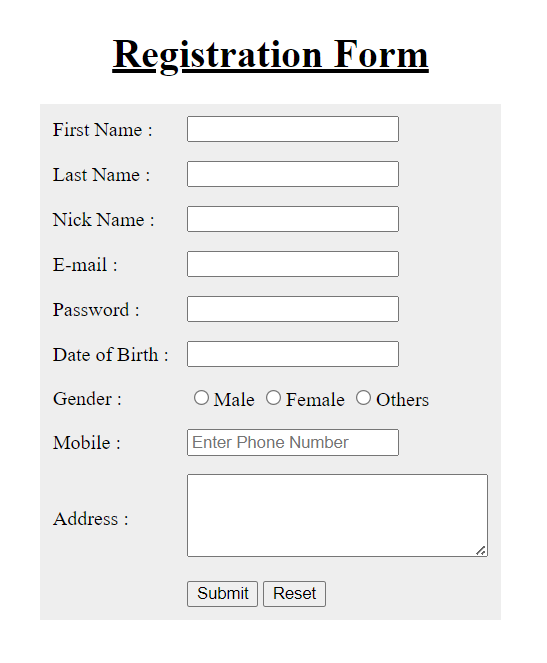 Registration Form
First Name :
Last Name :
Nick Name :
E-mail :
Password :
Date of Birth :
Gender : Male Female Others
Mobile : Enter Phone Number
Address :
Submit Reset